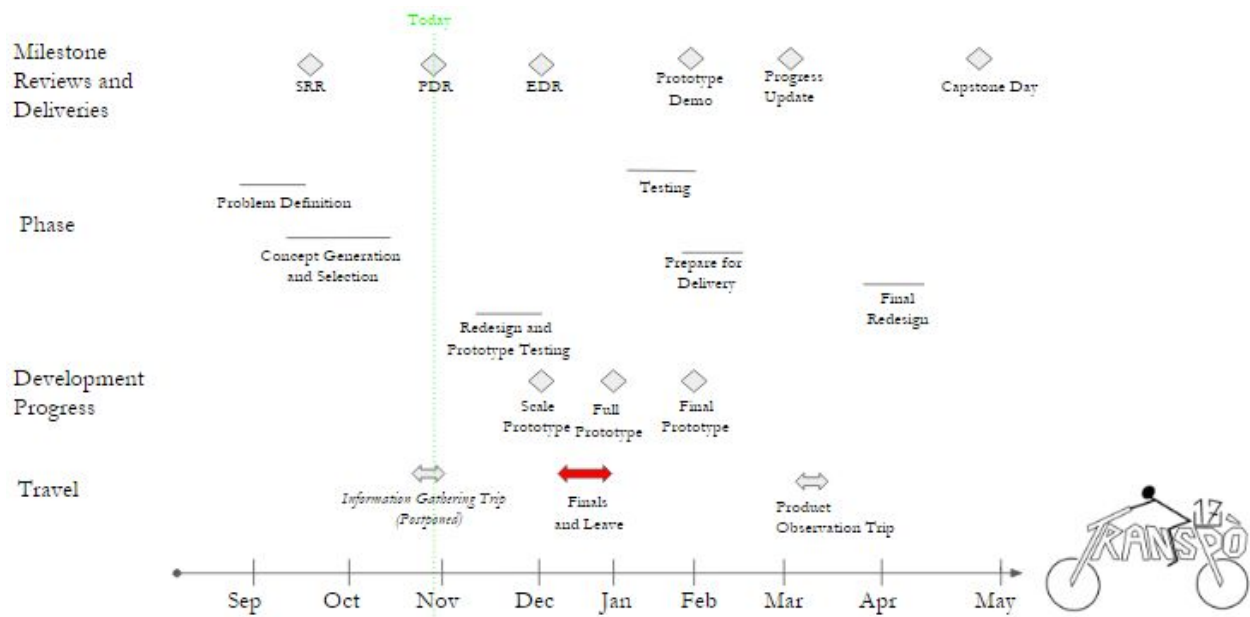 Today
Milestone
Reviews and
Deliveries
SRR
PDR
EDR
Prototype
Demo
Progress
Update
Capstone Day
Phase
Problem Definition
Concept Generation
and Selection
Redesign and
Prototype Testing
Testing
Prepare for
Delivery
Final
Redesign
Development
Progress
Scale
Prototype
Full
Prototype
Final
Prototype
Travel
Information Gathering Trip
(Postponed)
Finals
and Leave
Product
Observation Trip
17
TRANSPÒ
Sep Oct Nov Dec Jan Feb Mar Apr May